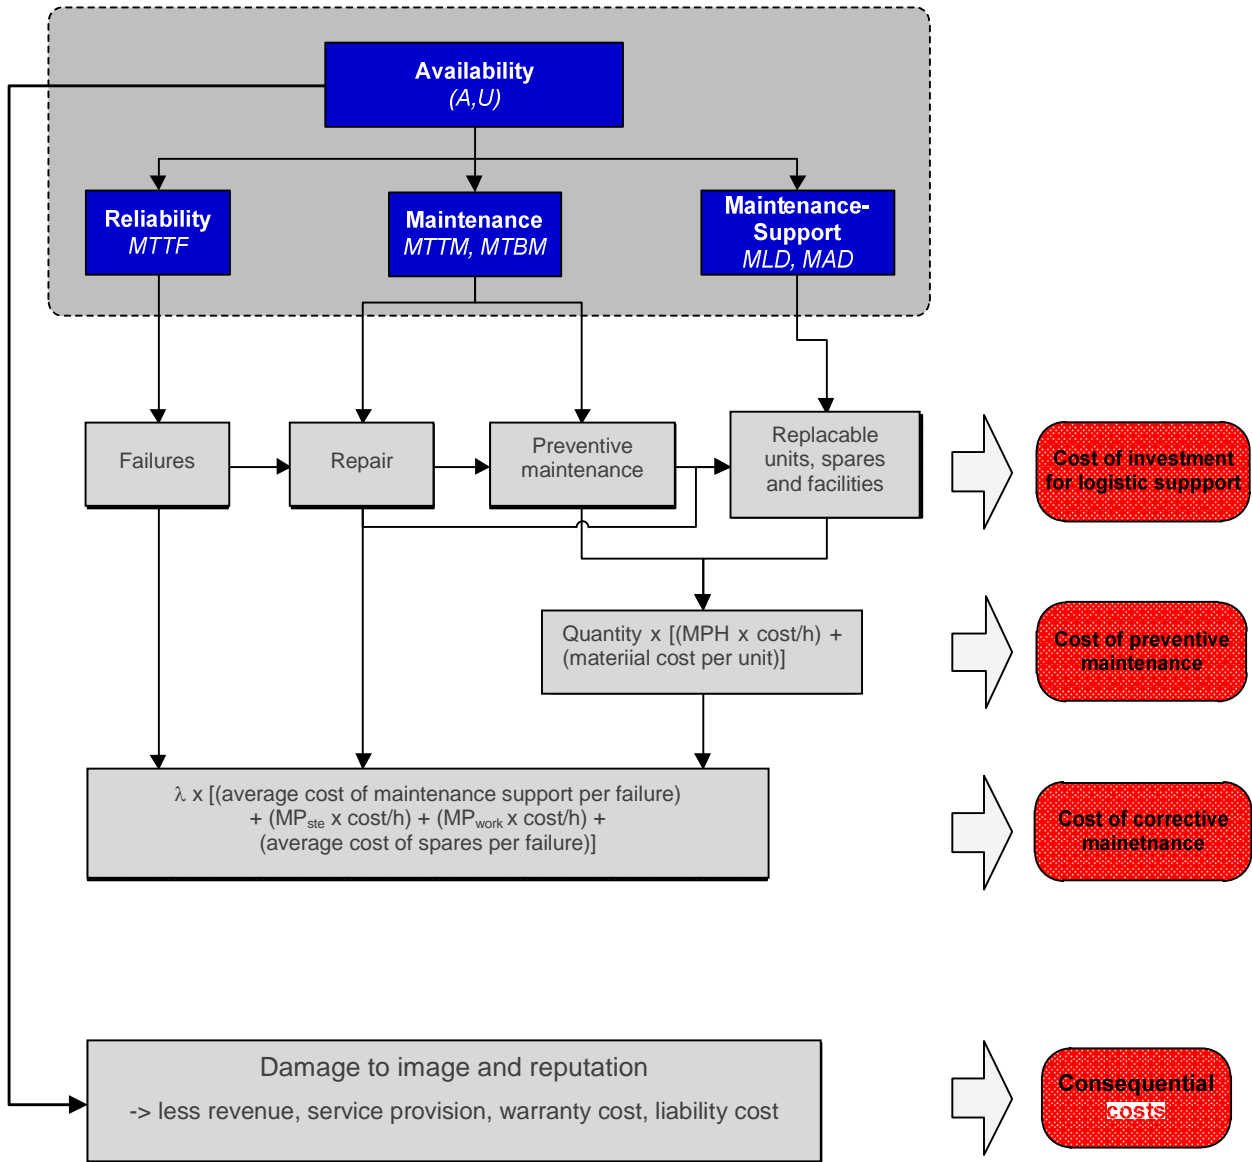 Availability
(A,U)
Reliability
MTTF
Maintenance
MTTM, MTBM
Maintenance-
Support
MLD, MAD
Failures
Repair
Preventive
maintenance
Replacable
units, spares
and facilities
Cost of investment
for logistic suppport
Quantity x [(MPH x cost/h) +
(materiial cost per unit)]
Cost of preventive
maintenance
λ x [(average cost of maintenance support per failure)
+ (MPste x cost/h) + (MPwork x cost/h) +
(average cost of spares per failure)]
Cost of corrective
mainetnance
Damage to image and reputation
-> less revenue, service provision, warranty cost, liability cost
Consequential
costs